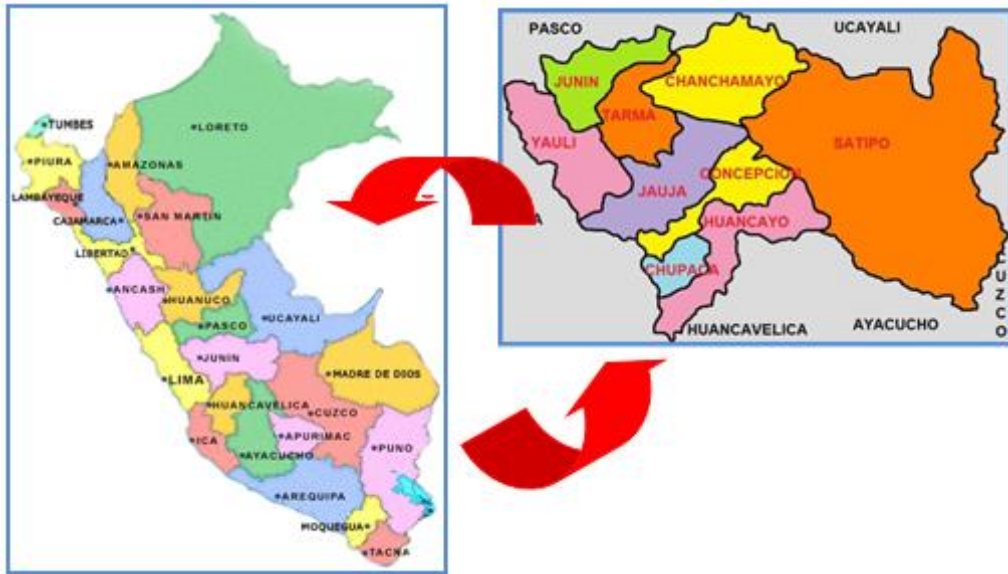 TUMBES
LORETO
PIURA
AMAZONAS
LAMBAYEQUE
CAJAMARCA
SAN MARTIN
LIBERTAD
ANCASH
HUANUCO
UCAYALI
PASCO
JUNIN
LIMA
MADRE DE DIOS
HUANCAVELICA
CUZCO
ICA
APURIMAC
PUNO
AYACUCHO
AREQUIPA
MOQUEGUA
TACNA
PASCO
UCAYALI
JUNIN
CHANCHAMAYO
TARMA
YAULI
SATIPO
CONCEPCION
JAUJA
HUANCAYO
CHUPACA
HUANCAVELICA
AYACUCHO